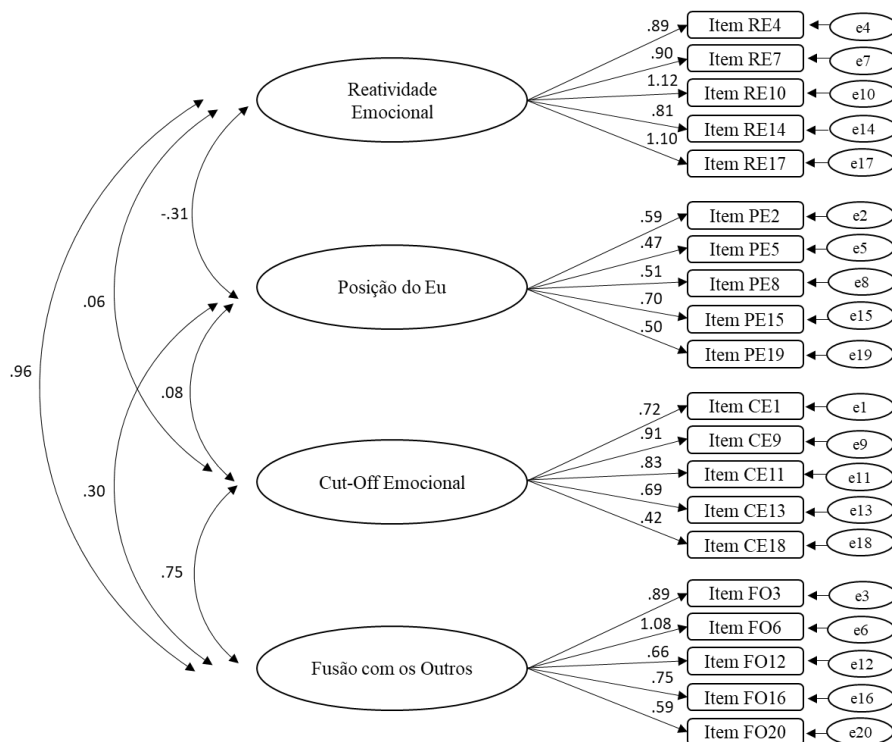 .89
Item RE4
e4
.90
Item RE7
e7
1.12
Item RE10
e10
.81
Item RE14
e14
1.10
Item RE17
e17
Reatividade
Emocional
-.31
.59
Item PE2
e2
.47
Item PE5
e5
.51
Item PE8
e8
.70
Item PE15
e15
.50
Item PE19
e19
Posição do Eu
.06
.96
.08
.72
Item CE1
e1
.91
Item CE9
e9
.83
Item CE11
e11
.69
Item CE13
e13
.42
Item CE18
e18
Cut-Off Emocional
.30
.75
.89
Item FO3
e3
1.08
Item FO6
e6
.66
Item FO12
e12
.75
Item FO16
e16
.59
Item FO20
e20
Fusão com os Outros